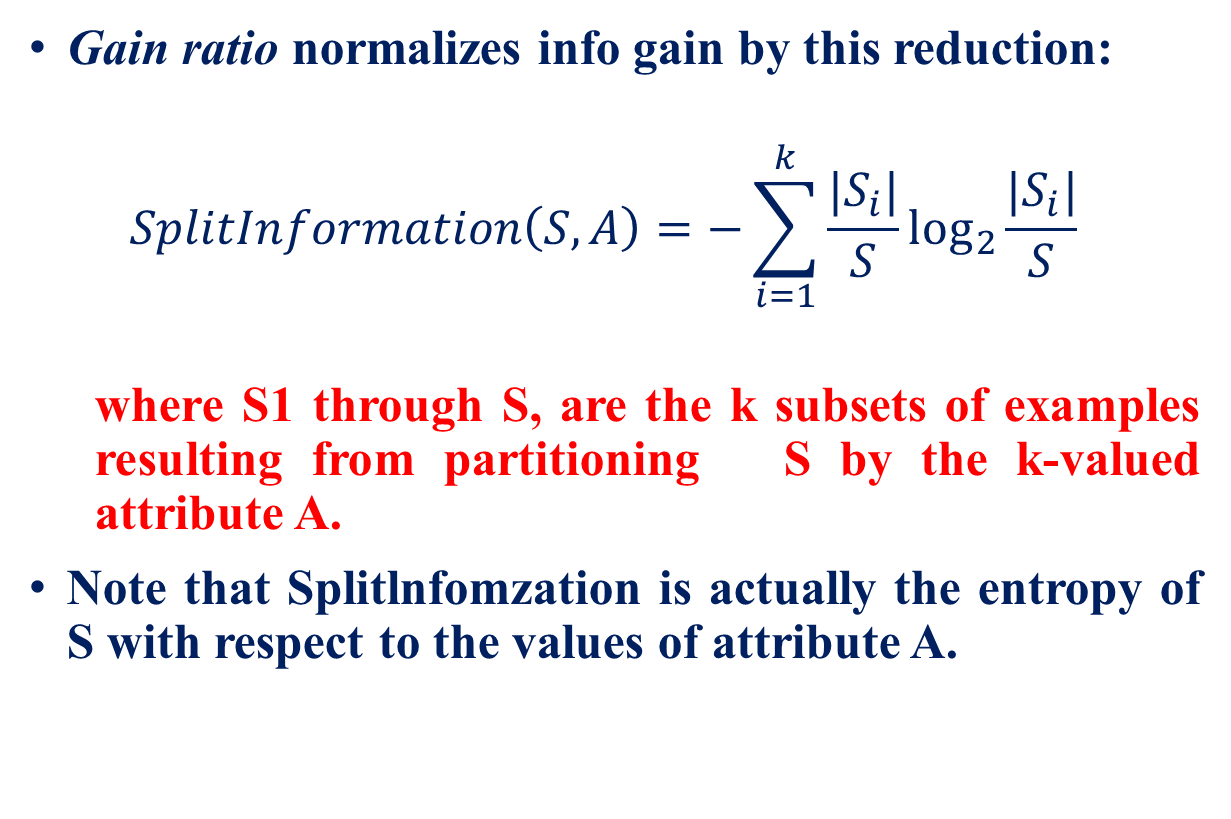 • Gain ratio normalizes info gain by this reduction:
SplitInformation(S, A) = − ∑_{i=1}^{k} |S_i|/S log_2 |S_i|/S
where S1 through S, are the k subsets of examples
resulting from partitioning S by the k-valued
attribute A.
• Note that Splitlnfomzation is actually the entropy of
S with respect to the values of attribute A.